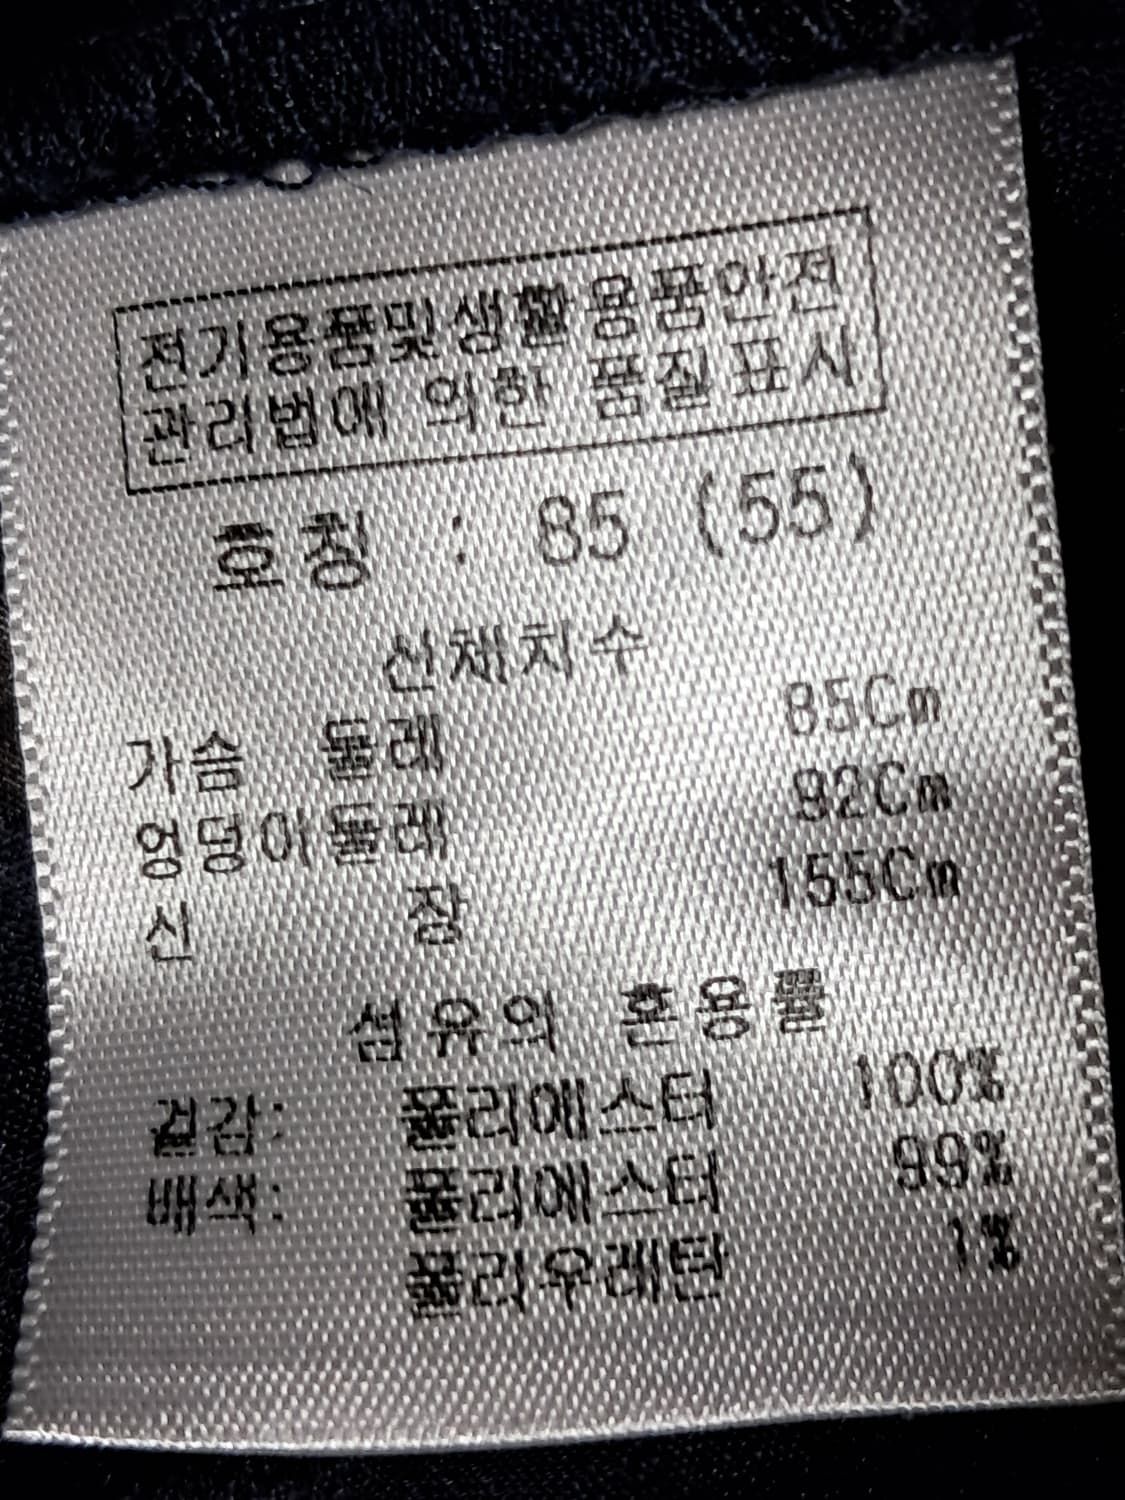 전기용품및생활용품안전
관리법에 의한 품질표시
호칭 : 85 (55)
신체치수
가슴 둘레 85Cm
엉덩이둘레 92Cm
신 장 155Cm
섬유의 혼용률
겉감: 폴리에스터 100%
배색: 폴리에스터 99%
폴리우레탄 1%